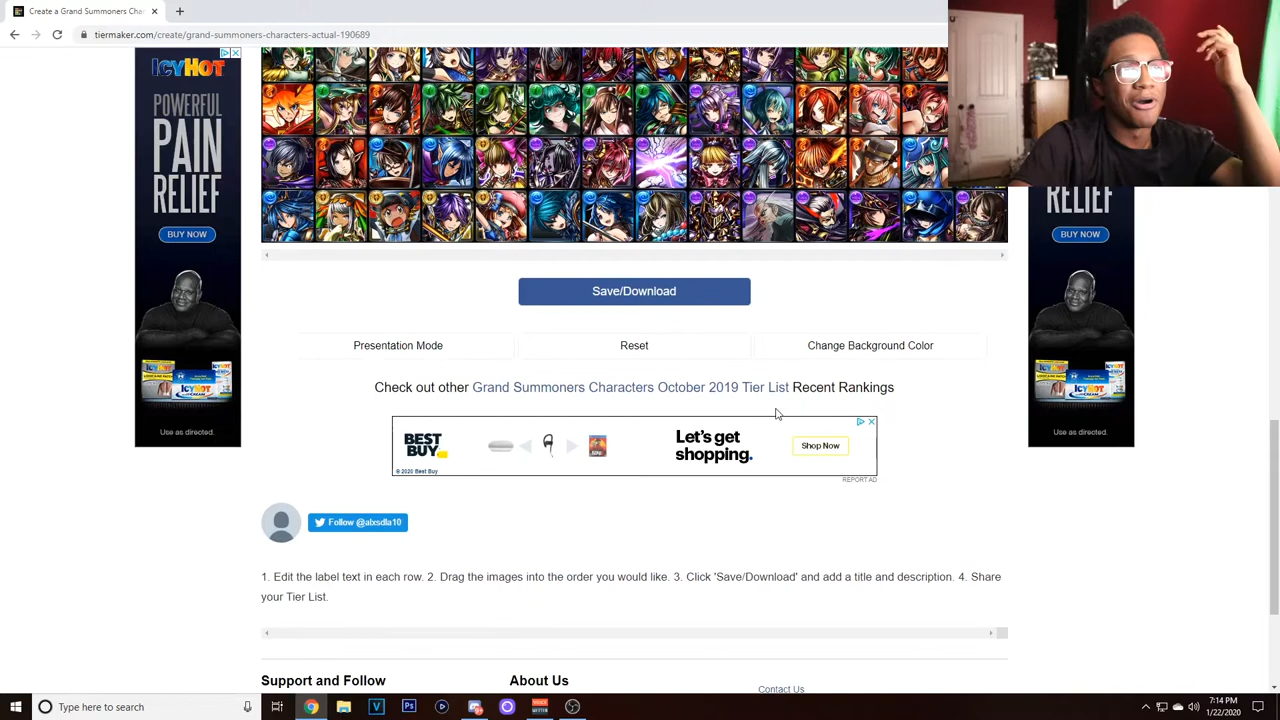 Create a Grand Summoners Cha
tiermaker.com/create/grand-summoners-characters-actual-190689
ICYHOT
POWERFUL
PAIN
RELIEF
BUY NOW
Use as directed.
RELIEF
BUY NOW
Use as directed.
Save/Download
Presentation Mode
Reset
Change Background Color
Check out other Grand Summoners Characters October 2019 Tier List Recent Rankings
BEST
BUY
© 2020 Best Buy
Let's get
shopping.
Shop Now
REPORT AD
Follow @alxsdla10
1. Edit the label text in each row. 2. Drag the images into the order you would like. 3. Click 'Save/Download' and add a title and description. 4. Share
your Tier List.
Support and Follow
About Us
Contact Us
Type here to search
7:14 PM
1/22/2020